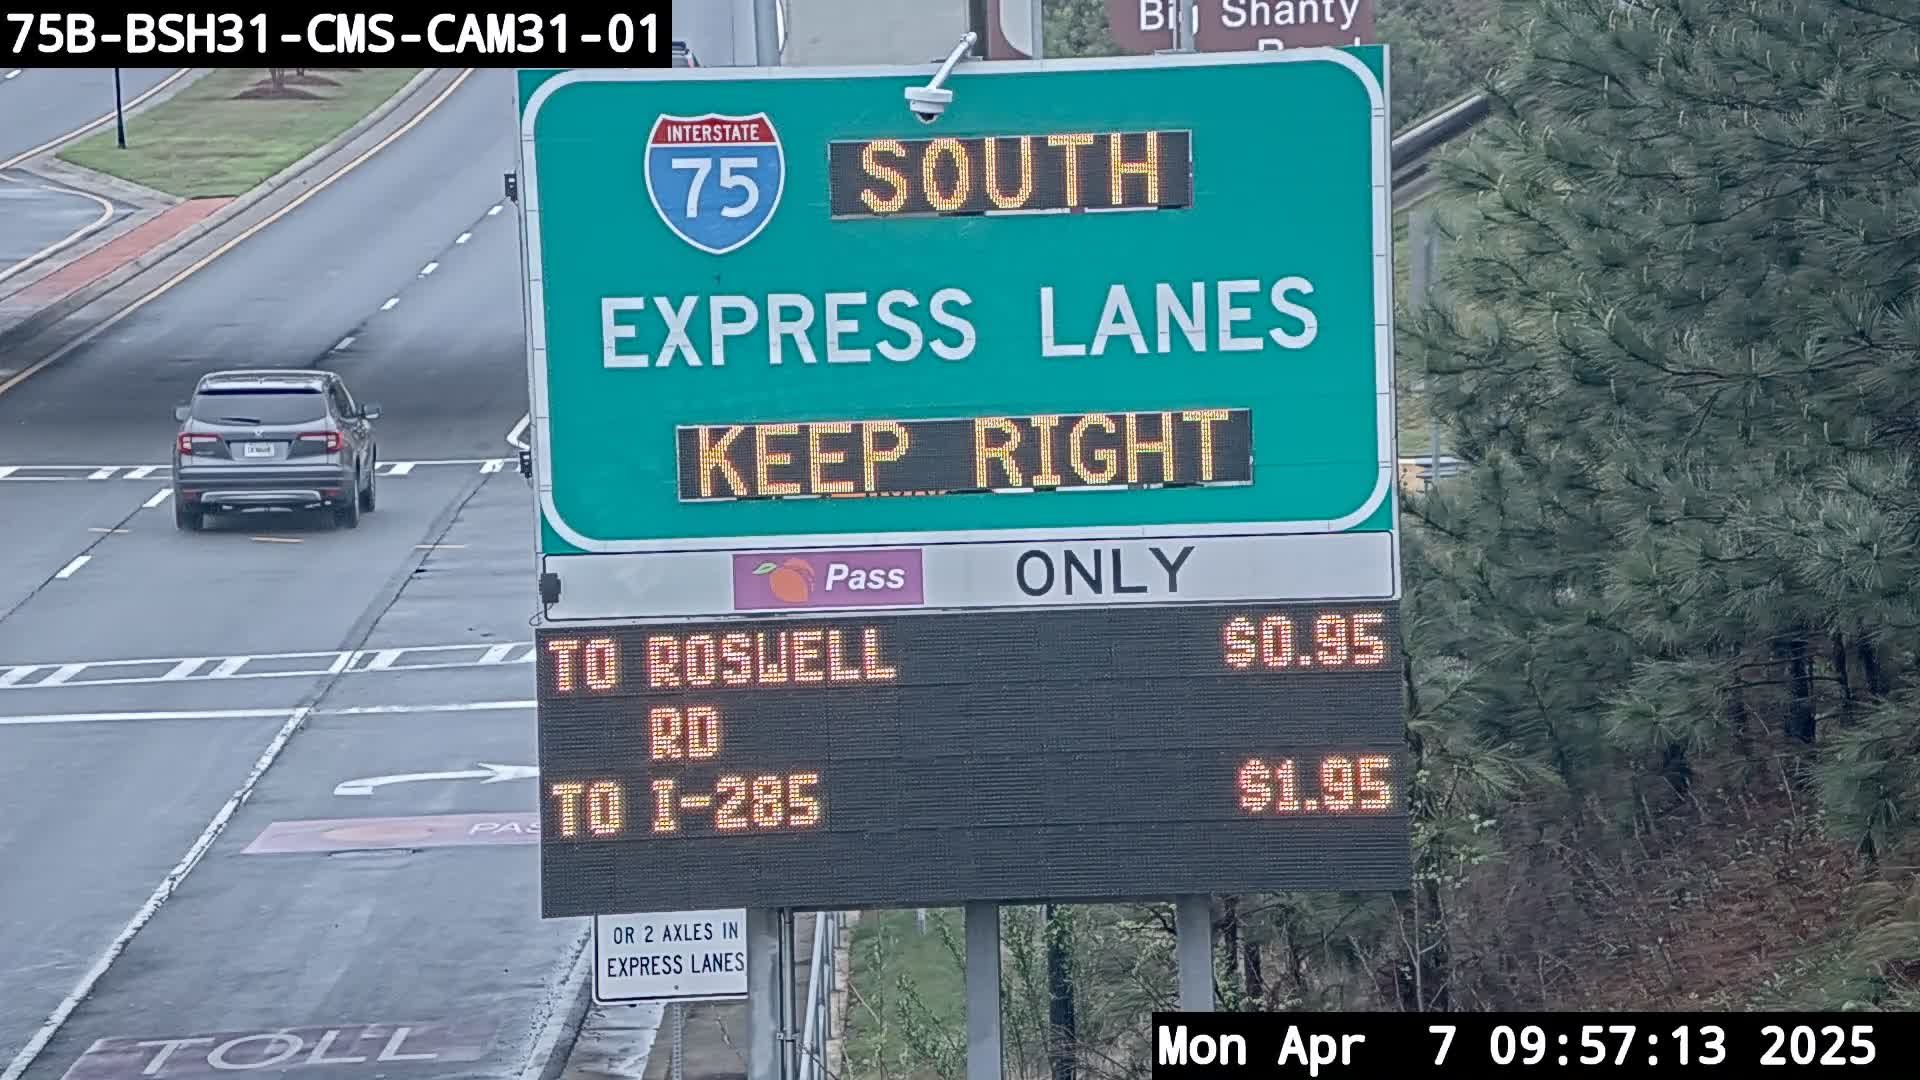 75B-BSH31-CMS-CAM31-01
Big Shanty
Road
INTERSTATE
75
SOUTH
EXPRESS LANES
KEEP RIGHT
Pass ONLY
TO ROSWELL $0.95
RD
TO I-285 $1.95
PAS
OR 2 AXLES IN
EXPRESS LANES
TOLL
Mon Apr 7 09:57:13 2025